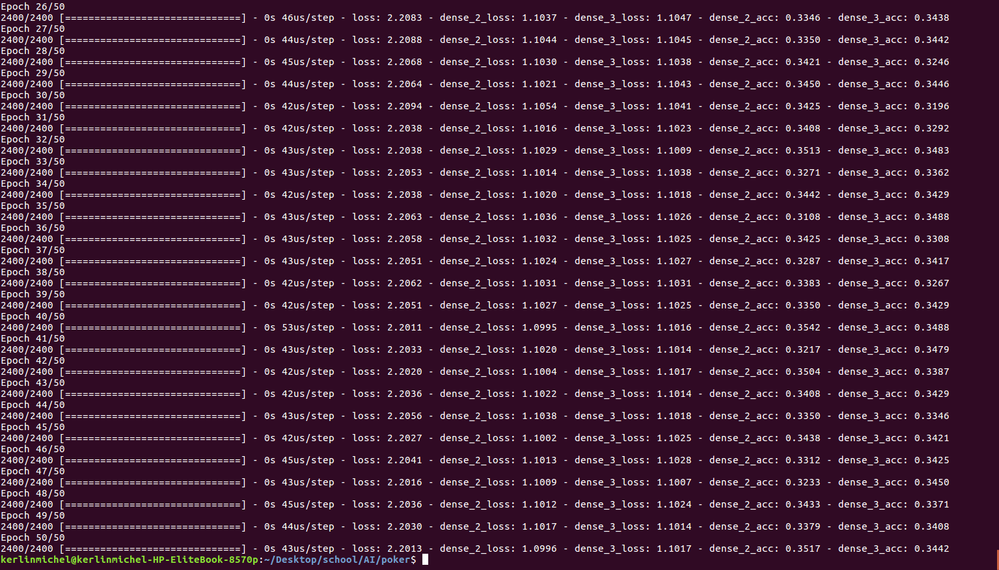 Epoch 26/50
2400/2400 [==============================] - 0s 46us/step - loss: 2.2083 - dense_2_loss: 1.1037 - dense_3_loss: 1.1047 - dense_2_acc: 0.3346 - dense_3_acc: 0.3438
Epoch 27/50
2400/2400 [==============================] - 0s 44us/step - loss: 2.2088 - dense_2_loss: 1.1044 - dense_3_loss: 1.1045 - dense_2_acc: 0.3350 - dense_3_acc: 0.3442
Epoch 28/50
2400/2400 [==============================] - 0s 45us/step - loss: 2.2068 - dense_2_loss: 1.1030 - dense_3_loss: 1.1038 - dense_2_acc: 0.3421 - dense_3_acc: 0.3246
Epoch 29/50
2400/2400 [==============================] - 0s 44us/step - loss: 2.2064 - dense_2_loss: 1.1021 - dense_3_loss: 1.1043 - dense_2_acc: 0.3450 - dense_3_acc: 0.3446
Epoch 30/50
2400/2400 [==============================] - 0s 42us/step - loss: 2.2094 - dense_2_loss: 1.1054 - dense_3_loss: 1.1041 - dense_2_acc: 0.3425 - dense_3_acc: 0.3196
Epoch 31/50
2400/2400 [==============================] - 0s 42us/step - loss: 2.2038 - dense_2_loss: 1.1016 - dense_3_loss: 1.1023 - dense_2_acc: 0.3408 - dense_3_acc: 0.3292
Epoch 32/50
2400/2400 [==============================] - 0s 43us/step - loss: 2.2038 - dense_2_loss: 1.1029 - dense_3_loss: 1.1009 - dense_2_acc: 0.3513 - dense_3_acc: 0.3483
Epoch 33/50
2400/2400 [==============================] - 0s 43us/step - loss: 2.2053 - dense_2_loss: 1.1014 - dense_3_loss: 1.1038 - dense_2_acc: 0.3271 - dense_3_acc: 0.3362
Epoch 34/50
2400/2400 [==============================] - 0s 42us/step - loss: 2.2038 - dense_2_loss: 1.1020 - dense_3_loss: 1.1018 - dense_2_acc: 0.3442 - dense_3_acc: 0.3429
Epoch 35/50
2400/2400 [==============================] - 0s 43us/step - loss: 2.2063 - dense_2_loss: 1.1036 - dense_3_loss: 1.1026 - dense_2_acc: 0.3108 - dense_3_acc: 0.3488
Epoch 36/50
2400/2400 [==============================] - 0s 43us/step - loss: 2.2058 - dense_2_loss: 1.1032 - dense_3_loss: 1.1025 - dense_2_acc: 0.3425 - dense_3_acc: 0.3308
Epoch 37/50
2400/2400 [==============================] - 0s 43us/step - loss: 2.2051 - dense_2_loss: 1.1024 - dense_3_loss: 1.1027 - dense_2_acc: 0.3287 - dense_3_acc: 0.3417
Epoch 38/50
2400/2400 [==============================] - 0s 42us/step - loss: 2.2062 - dense_2_loss: 1.1031 - dense_3_loss: 1.1031 - dense_2_acc: 0.3383 - dense_3_acc: 0.3267
Epoch 39/50
2400/2400 [==============================] - 0s 42us/step - loss: 2.2051 - dense_2_loss: 1.1027 - dense_3_loss: 1.1025 - dense_2_acc: 0.3350 - dense_3_acc: 0.3429
Epoch 40/50
2400/2400 [==============================] - 0s 53us/step - loss: 2.2011 - dense_2_loss: 1.0995 - dense_3_loss: 1.1016 - dense_2_acc: 0.3542 - dense_3_acc: 0.3488
Epoch 41/50
2400/2400 [==============================] - 0s 43us/step - loss: 2.2033 - dense_2_loss: 1.1020 - dense_3_loss: 1.1014 - dense_2_acc: 0.3217 - dense_3_acc: 0.3479
Epoch 42/50
2400/2400 [==============================] - 0s 42us/step - loss: 2.2020 - dense_2_loss: 1.1004 - dense_3_loss: 1.1017 - dense_2_acc: 0.3504 - dense_3_acc: 0.3387
Epoch 43/50
2400/2400 [==============================] - 0s 42us/step - loss: 2.2036 - dense_2_loss: 1.1022 - dense_3_loss: 1.1014 - dense_2_acc: 0.3408 - dense_3_acc: 0.3429
Epoch 44/50
2400/2400 [==============================] - 0s 43us/step - loss: 2.2056 - dense_2_loss: 1.1038 - dense_3_loss: 1.1018 - dense_2_acc: 0.3350 - dense_3_acc: 0.3346
Epoch 45/50
2400/2400 [==============================] - 0s 42us/step - loss: 2.2027 - dense_2_loss: 1.1002 - dense_3_loss: 1.1025 - dense_2_acc: 0.3438 - dense_3_acc: 0.3421
Epoch 46/50
2400/2400 [==============================] - 0s 45us/step - loss: 2.2041 - dense_2_loss: 1.1013 - dense_3_loss: 1.1028 - dense_2_acc: 0.3312 - dense_3_acc: 0.3425
Epoch 47/50
2400/2400 [==============================] - 0s 43us/step - loss: 2.2016 - dense_2_loss: 1.1009 - dense_3_loss: 1.1007 - dense_2_acc: 0.3233 - dense_3_acc: 0.3450
Epoch 48/50
2400/2400 [==============================] - 0s 45us/step - loss: 2.2036 - dense_2_loss: 1.1012 - dense_3_loss: 1.1024 - dense_2_acc: 0.3433 - dense_3_acc: 0.3371
Epoch 49/50
2400/2400 [==============================] - 0s 44us/step - loss: 2.2030 - dense_2_loss: 1.1017 - dense_3_loss: 1.1014 - dense_2_acc: 0.3379 - dense_3_acc: 0.3408
Epoch 50/50
2400/2400 [==============================] - 0s 43us/step - loss: 2.2013 - dense_2_loss: 1.0996 - dense_3_loss: 1.1017 - dense_2_acc: 0.3517 - dense_3_acc: 0.3442
kerlinmichel@kerlinmichel-HP-EliteBook-8570p:~/Desktop/school/AI/poker$